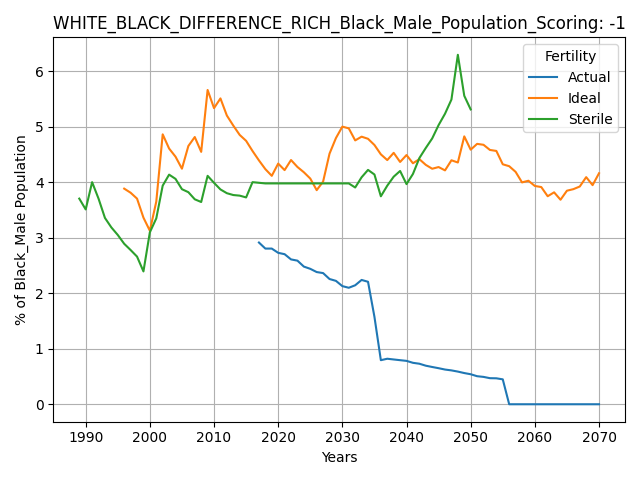 WHITE_BLACK_DIFFERENCE_RICH_Black_Male_Population_Scoring: -1
Fertility
Actual
Ideal
Sterile
% of Black_Male Population
6
5
4
3
2
1
0
1990 2000 2010 2020 2030 2040 2050 2060 2070
Years